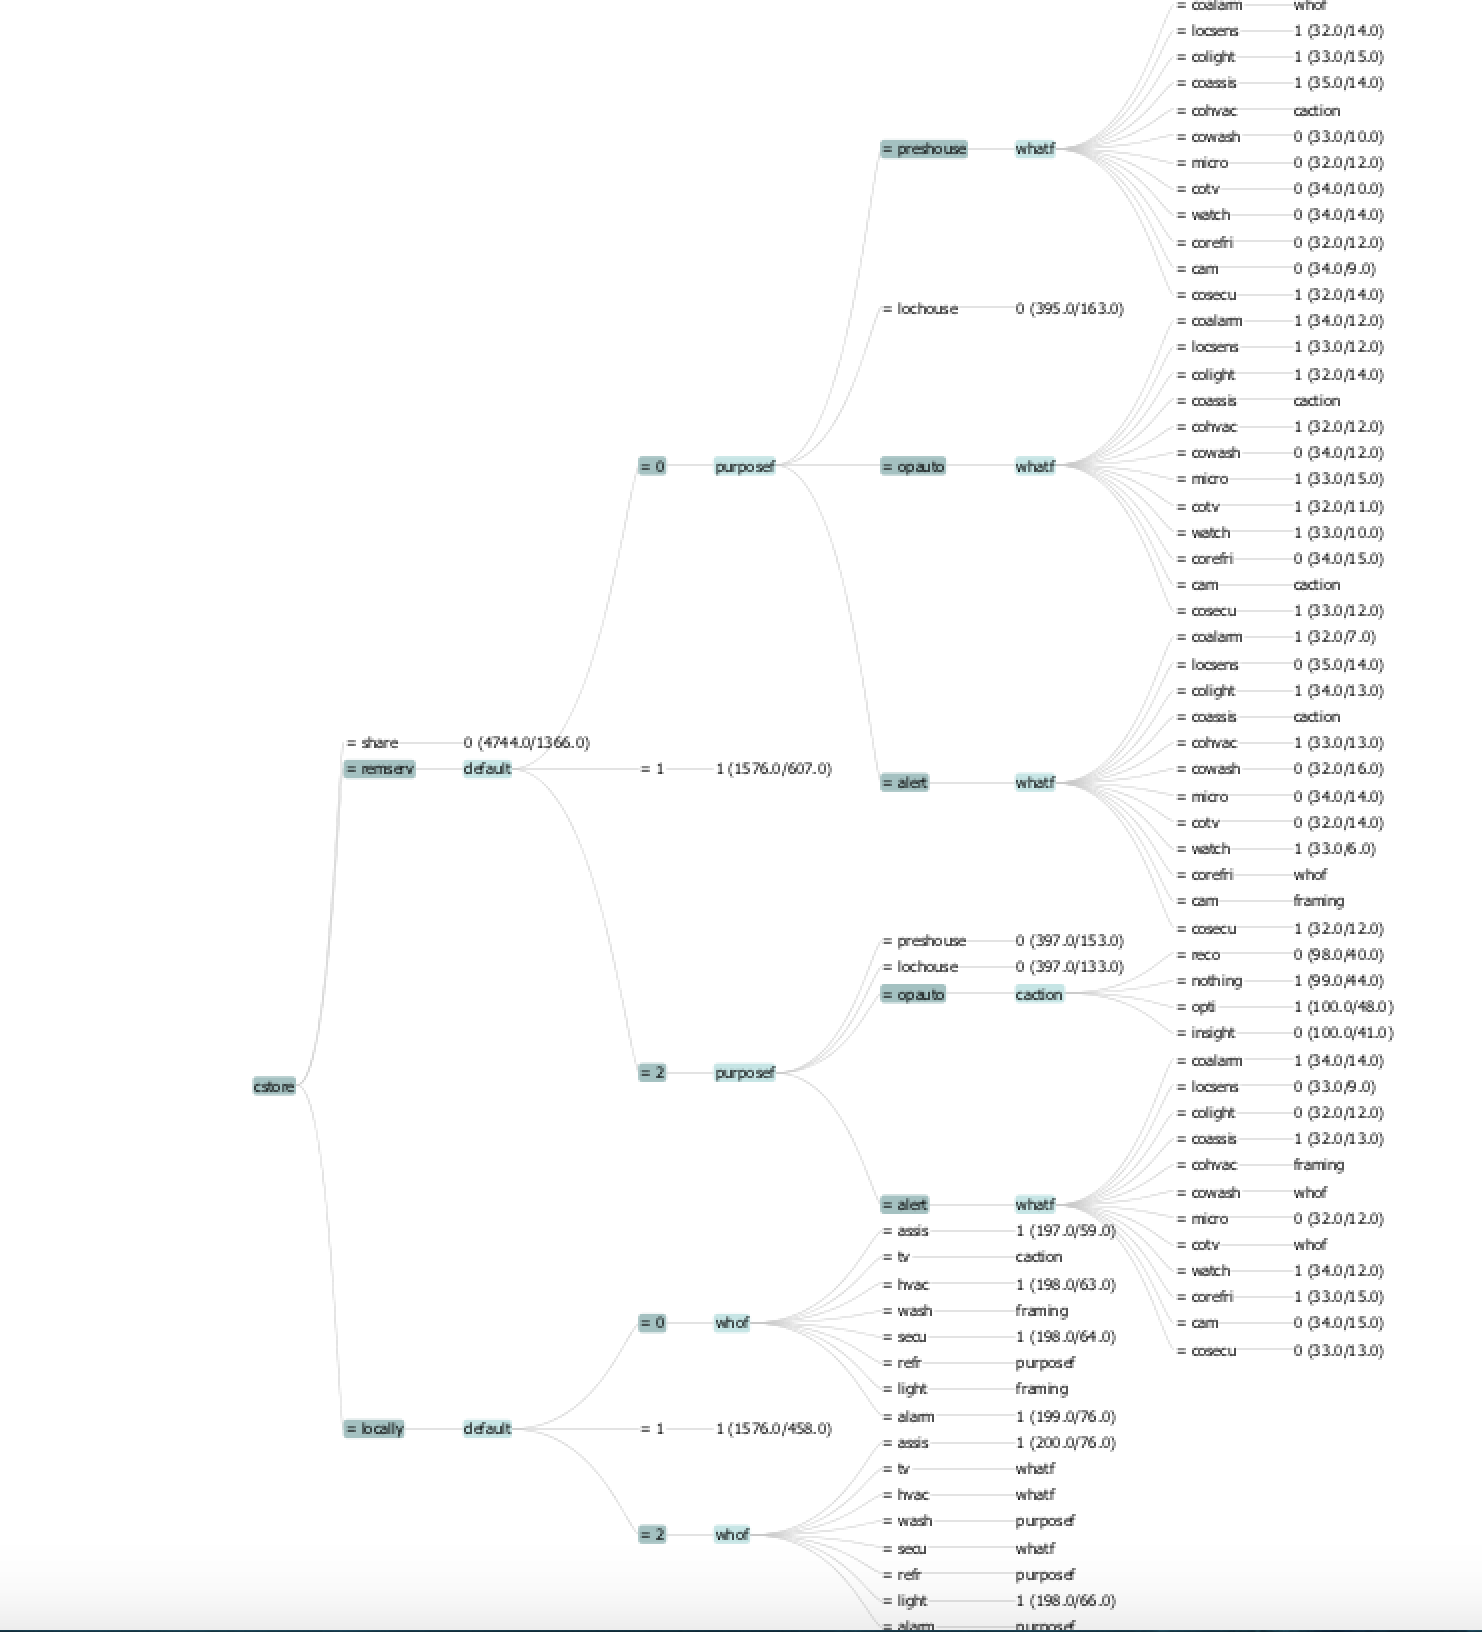 = coalarm whof
= locsens 1 (32.0/14.0)
= colight 1 (33.0/15.0)
= coassis 1 (35.0/14.0)
= cohvac caction
= cowash 0 (33.0/10.0)
= preshouse whatf
= micro 0 (32.0/12.0)
= cotv 0 (34.0/10.0)
= watch 0 (34.0/14.0)
= corefri 0 (32.0/12.0)
= cam 0 (34.0/9.0)
= cosecu 1 (32.0/14.0)
= lochouse 0 (395.0/163.0)
= coalarm 1 (34.0/12.0)
= locsens 1 (33.0/12.0)
= colight 1 (32.0/14.0)
= coassis caction
= cohvac 1 (32.0/12.0)
= cowash 0 (34.0/12.0)
= 0 purposef = opauto whatf
= micro 1 (33.0/15.0)
= cotv 1 (32.0/11.0)
= watch 1 (33.0/10.0)
= corefri 0 (34.0/15.0)
= cam caction
= cosecu 1 (33.0/12.0)
= coalarm 1 (32.0/7.0)
= locsens 0 (35.0/14.0)
= colight 1 (34.0/13.0)
= coassis caction
= share 0 (4744.0/1366.0)
= cohvac 1 (33.0/13.0)
= remserv default = 1 1 (1576.0/607.0)
= cowash 0 (32.0/16.0)
= alert whatf
= micro 0 (34.0/14.0)
= cotv 0 (32.0/14.0)
= watch 1 (33.0/6.0)
= corefri whof
= cam framing
= cosecu 1 (32.0/12.0)
= preshouse 0 (397.0/153.0)
= reco 0 (98.0/40.0)
= lochouse 0 (397.0/133.0)
= nothing 1 (99.0/44.0)
= opauto caction
= opti 1 (100.0/48.0)
= insight 0 (100.0/41.0)
= coalarm 1 (34.0/14.0)
= 2 purposef
cstore
= locsens 0 (33.0/9.0)
= colight 0 (32.0/12.0)
= coassis 1 (32.0/13.0)
= cohvac framing
= cowash whof
= alert whatf
= micro 0 (32.0/12.0)
= assis 1 (197.0/59.0)
= cotv whof
= tv caction
= watch 1 (34.0/12.0)
= hvac 1 (198.0/63.0)
= corefri 1 (33.0/15.0)
= wash framing
= 0 whof
= cam 0 (34.0/15.0)
= secu 1 (198.0/64.0)
= cosecu 0 (33.0/13.0)
= refr purposef
= light framing
= alarm 1 (199.0/76.0)
= locally default = 1 1 (1576.0/458.0)
= assis 1 (200.0/76.0)
= tv whatf
= hvac whatf
= wash purposef
= 2 whof
= secu whatf
= refr purposef
= light 1 (198.0/66.0)
= alarm purposef